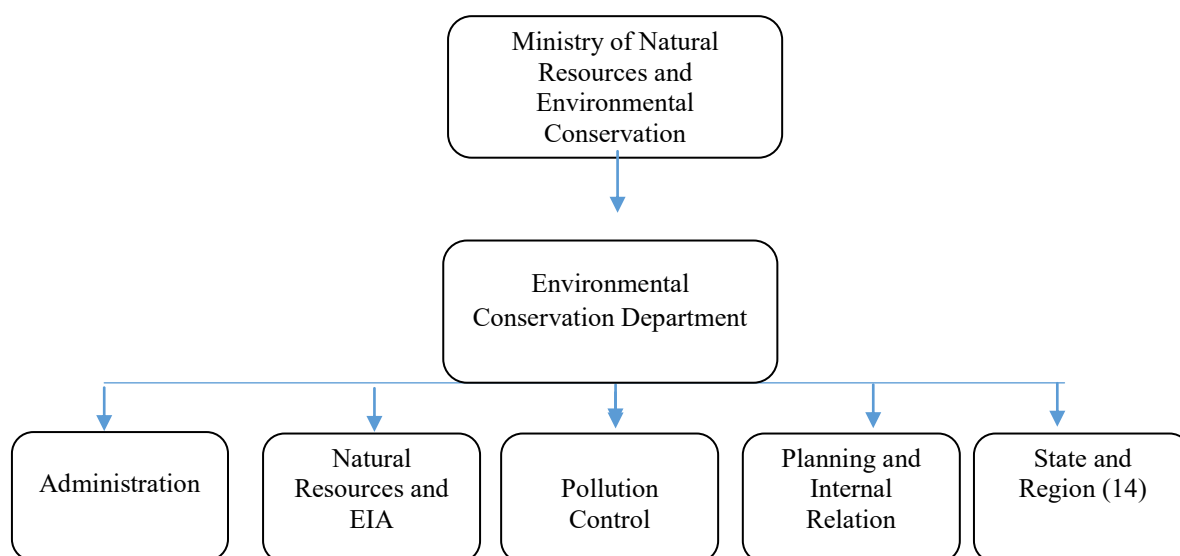 Ministry of Natural
Resources and
Environmental
Conservation
Environmental
Conservation Department
Administration
Natural
Resources and
EIA
Pollution
Control
Planning and
Internal
Relation
State and
Region (14)